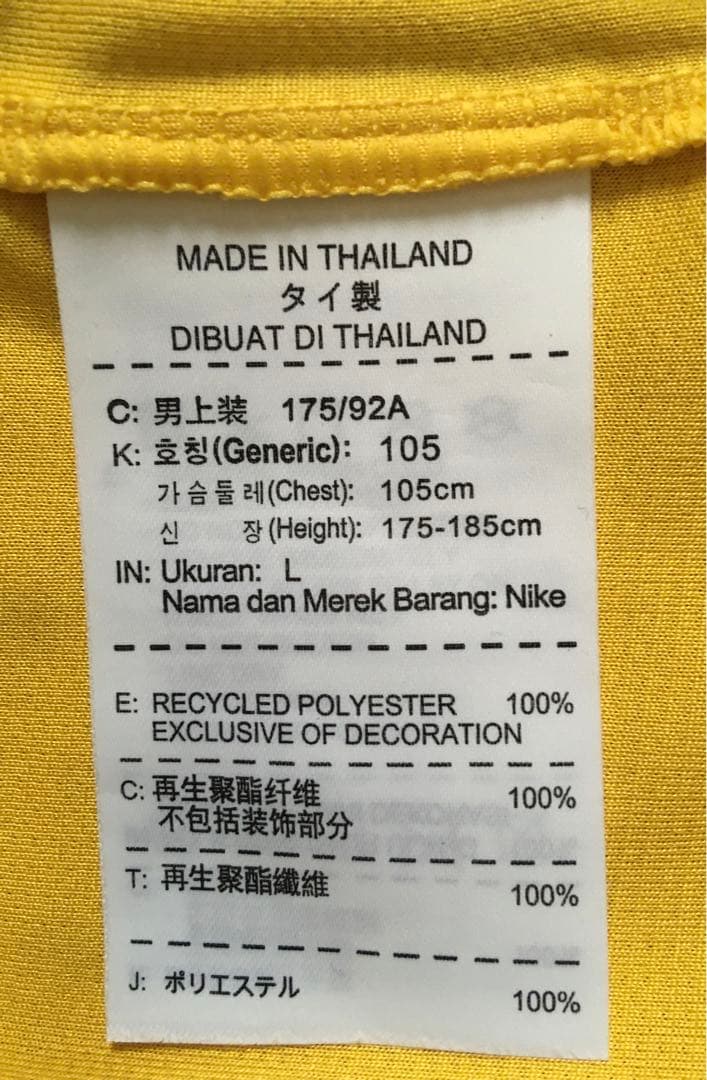 MADE IN THAILAND
タイ製
DIBUAT DI THAILAND
C: 男上装 175/92A
K: 호칭(Generic): 105
가슴둘레(Chest): 105cm
신 장(Height): 175-185cm
IN: Ukuran: L
Nama dan Merek Barang: Nike
E: RECYCLED POLYESTER 100%
EXCLUSIVE OF DECORATION
C: 再生聚酯纤维 100%
不包括装饰部分
T: 再生聚酯纖維 100%
J: ポリエステル 100%